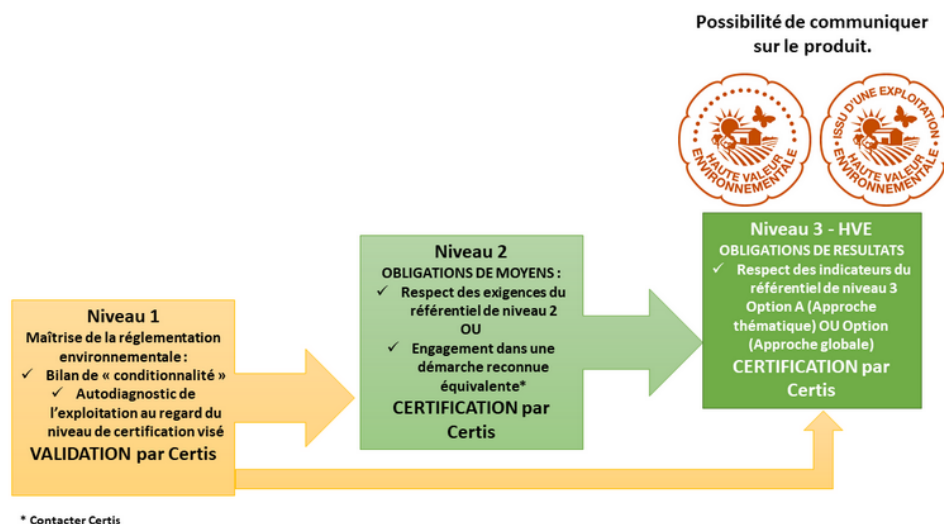 Possibilité de communiquer
sur le produit.
HAUTE VALEUR
ENVIRONNEMENTALE
• ISSU D'UNE EXPLOITATION •
HAUTE VALEUR
ENVIRONNEMENTALE
Niveau 3 - HVE
OBLIGATIONS DE RESULTATS
✓ Respect des indicateurs du
référentiel de niveau 3
Option A (Approche
thématique) OU Option
(Approche globale)
CERTIFICATION par
Certis
Niveau 2
OBLIGATIONS DE MOYENS :
✓ Respect des exigences du
référentiel de niveau 2
OU
✓ Engagement dans une
démarche reconnue
équivalente*
CERTIFICATION par
Certis
Niveau 1
Maîtrise de la réglementation
environnementale :
✓ Bilan de « conditionnalité »
✓ Autodiagnostic de
l'exploitation au regard du
niveau de certification visé
VALIDATION par Certis
* Contacter Certis